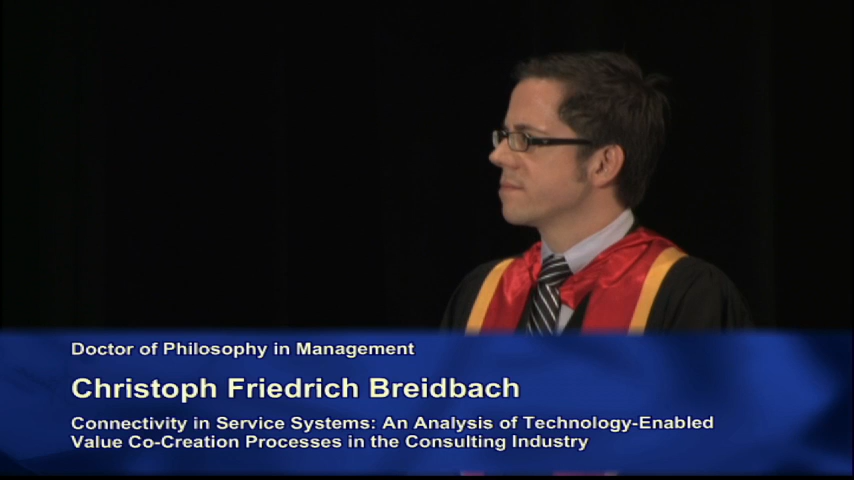 Doctor of Philosophy in Management
Christoph Friedrich Breidbach
Connectivity in Service Systems: An Analysis of Technology-Enabled
Value Co-Creation Processes in the Consulting Industry